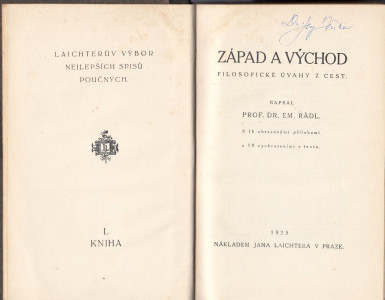 LAICHTERŮV VÝBOR
NEJLEPŠÍCH SPISŮ
POUČNÝCH.
L
KNIHA
ZÁPAD A VÝCHOD
FILOSOFICKÉ ÚVAHY Z CEST.
NAPSAL
PROF. DR. EM. RÁDL.
S 16 obrazovými přílohami
a 18 vyobrazeními v textu.
1925
NÁKLADEM JANA LAICHTERA V PRAZE.